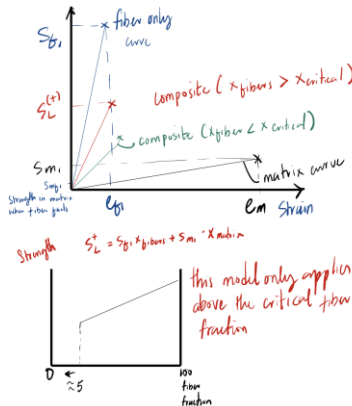 Sf1
fiber only
curve
SL(+)
composite (xfibers > xcritical)
composite (xfiber < xcritical)
Sm1
Smf1
Strength in matrix
when fiber fails
ef1
em
Strain
matrix curve
Strength
SL+ = Sf1 xfibers + Sm1 · xmatrix
this model only applies
above the critical fiber
fraction
0
≈5
100
fiber
fraction